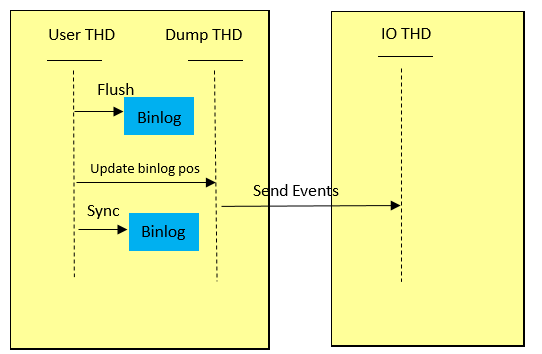 User THD
Dump THD
IO THD
Flush
Binlog
Update binlog pos
Send Events
Sync
Binlog